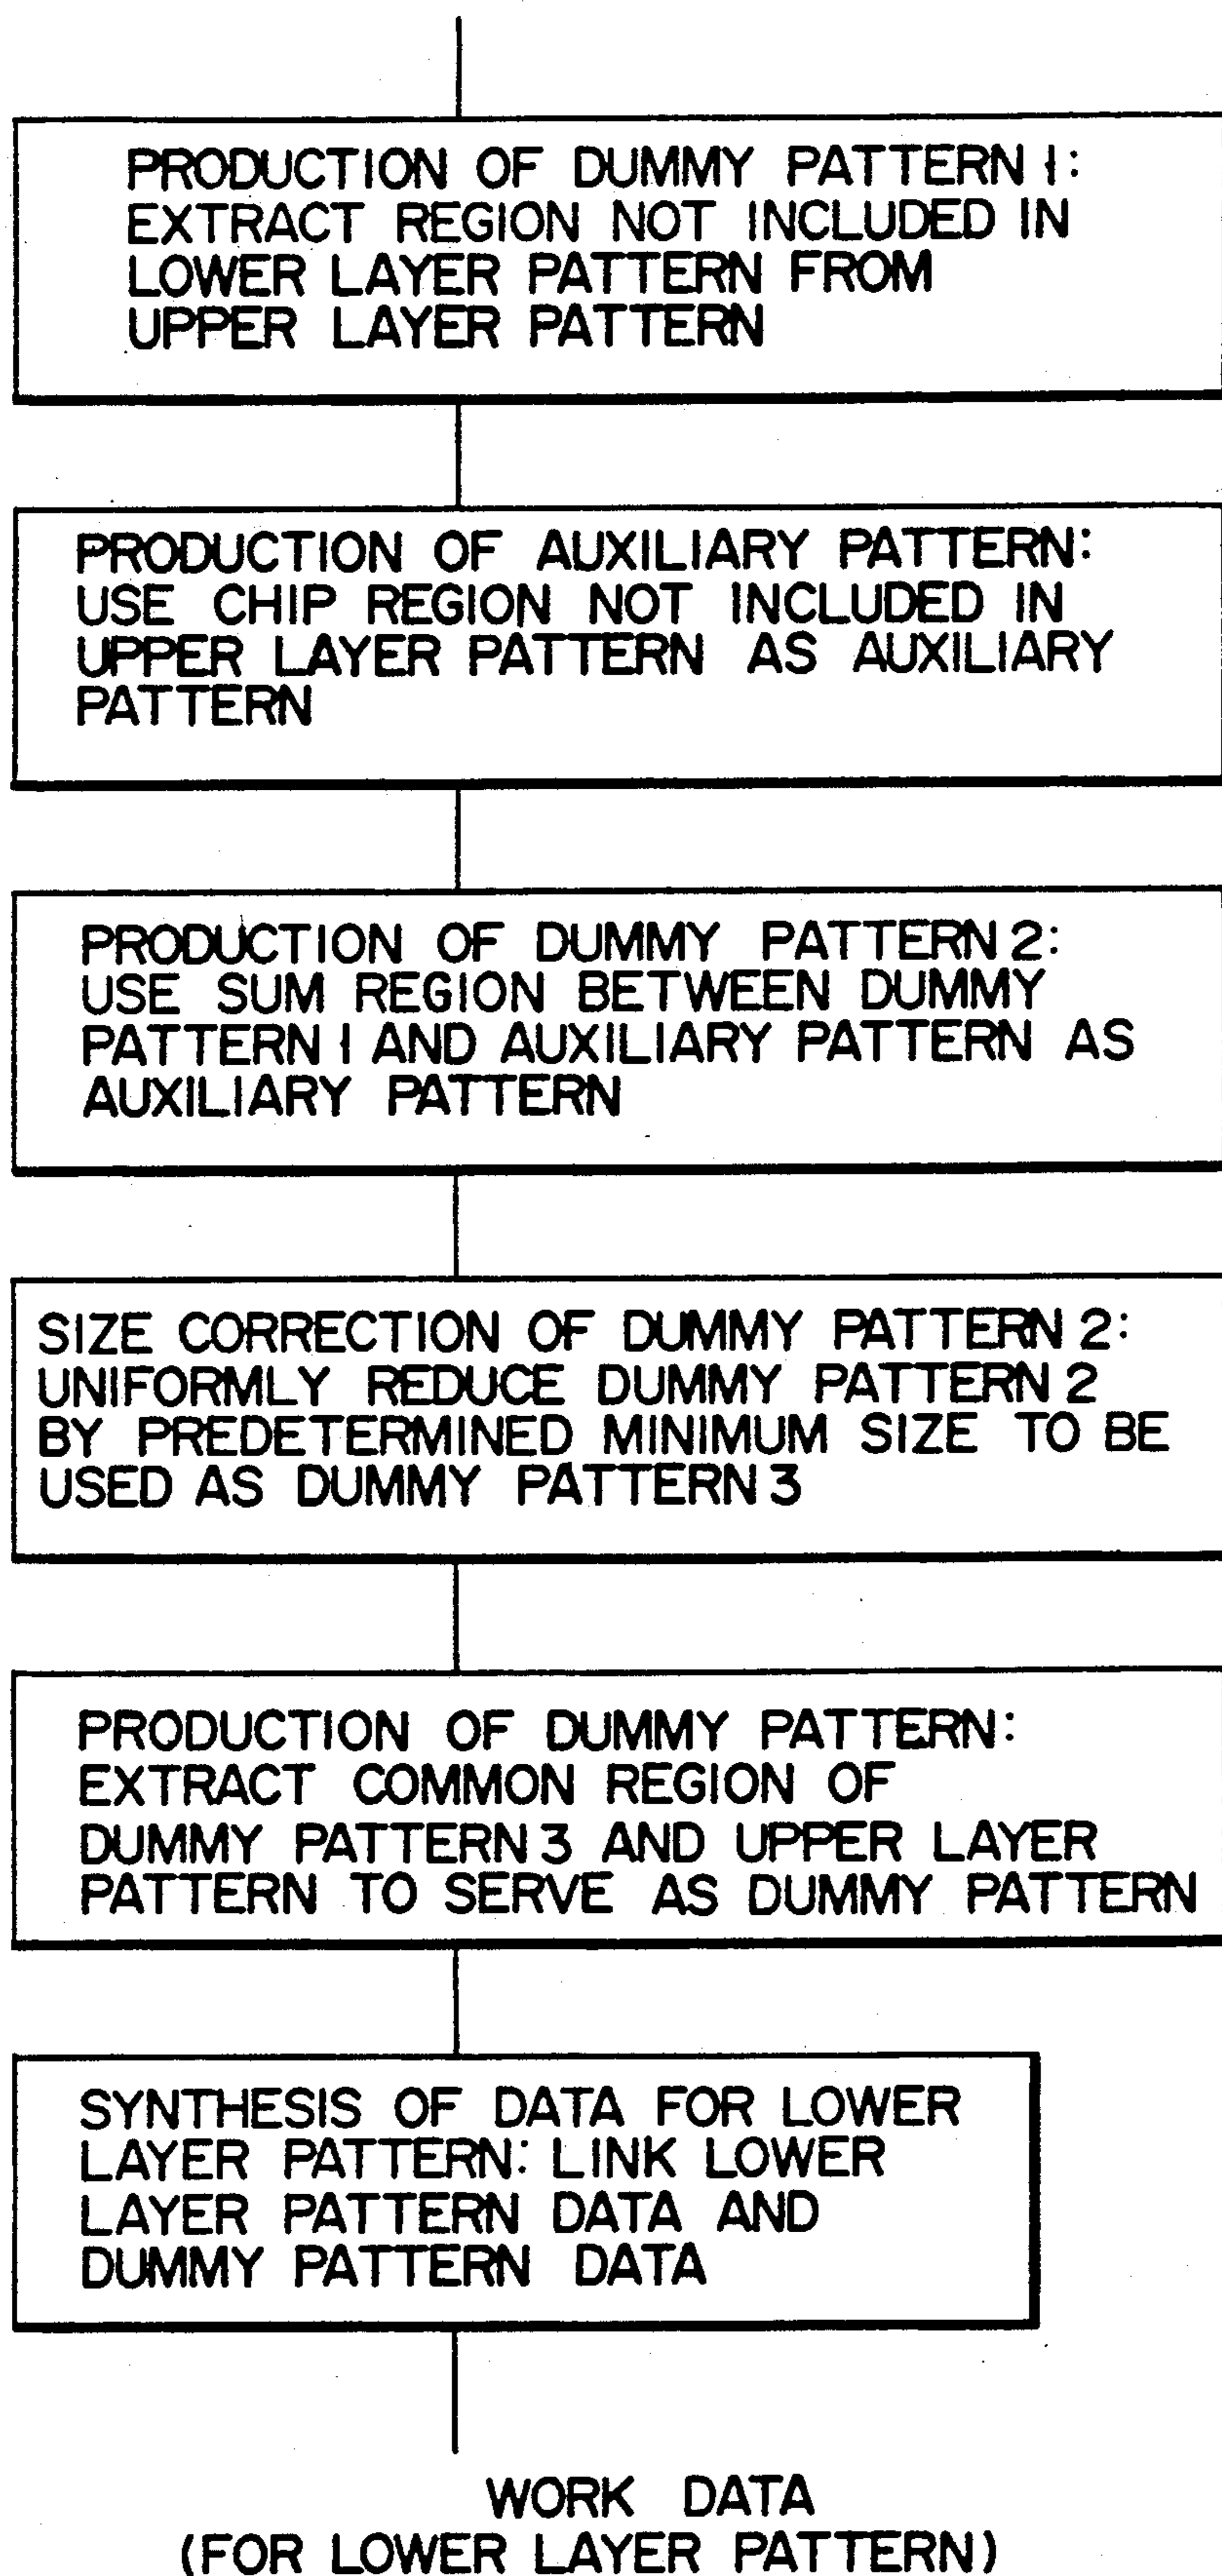 PRODUCTION OF DUMMY PATTERN 1:
EXTRACT REGION NOT INCLUDED IN
LOWER LAYER PATTERN FROM
UPPER LAYER PATTERN
PRODUCTION OF AUXILIARY PATTERN:
USE CHIP REGION NOT INCLUDED IN
UPPER LAYER PATTERN AS AUXILIARY
PATTERN
PRODUCTION OF DUMMY PATTERN 2:
USE SUM REGION BETWEEN DUMMY
PATTERN 1 AND AUXILIARY PATTERN AS
AUXILIARY PATTERN
SIZE CORRECTION OF DUMMY PATTERN 2:
UNIFORMLY REDUCE DUMMY PATTERN 2
BY PREDETERMINED MINIMUM SIZE TO BE
USED AS DUMMY PATTERN 3
PRODUCTION OF DUMMY PATTERN:
EXTRACT COMMON REGION OF
DUMMY PATTERN 3 AND UPPER LAYER
PATTERN TO SERVE AS DUMMY PATTERN
SYNTHESIS OF DATA FOR LOWER
LAYER PATTERN: LINK LOWER
LAYER PATTERN DATA AND
DUMMY PATTERN DATA
WORK DATA
(FOR LOWER LAYER PATTERN)